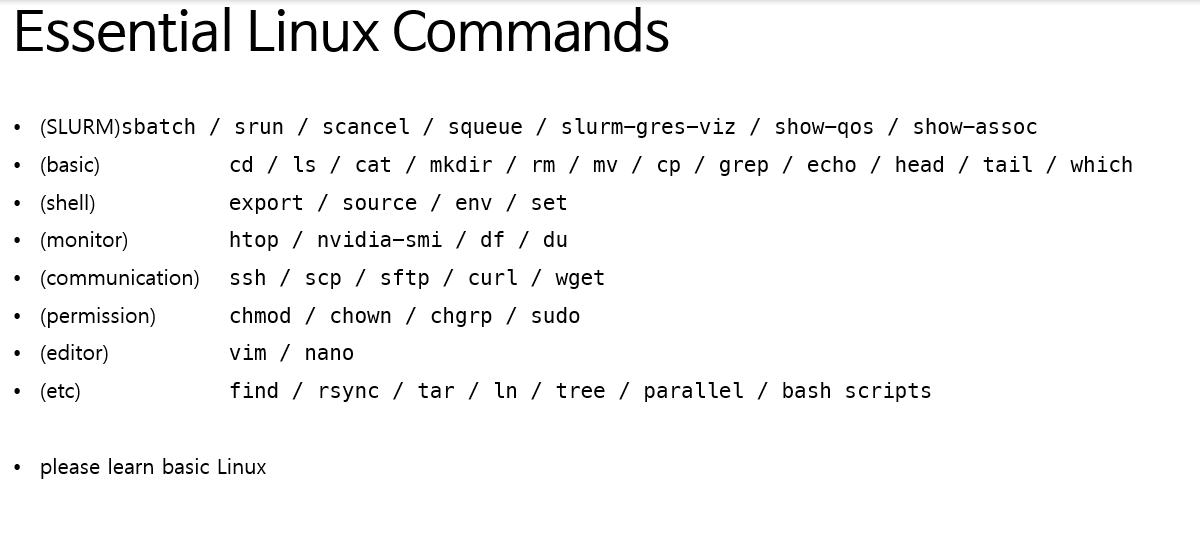 Essential Linux Commands
• (SLURM)sbatch / srun / scancel / squeue / slurm-gres-viz / show-qos / show-assoc
• (basic) cd / ls / cat / mkdir / rm / mv / cp / grep / echo / head / tail / which
• (shell) export / source / env / set
• (monitor) htop / nvidia-smi / df / du
• (communication) ssh / scp / sftp / curl / wget
• (permission) chmod / chown / chgrp / sudo
• (editor) vim / nano
• (etc) find / rsync / tar / ln / tree / parallel / bash scripts
• please learn basic Linux